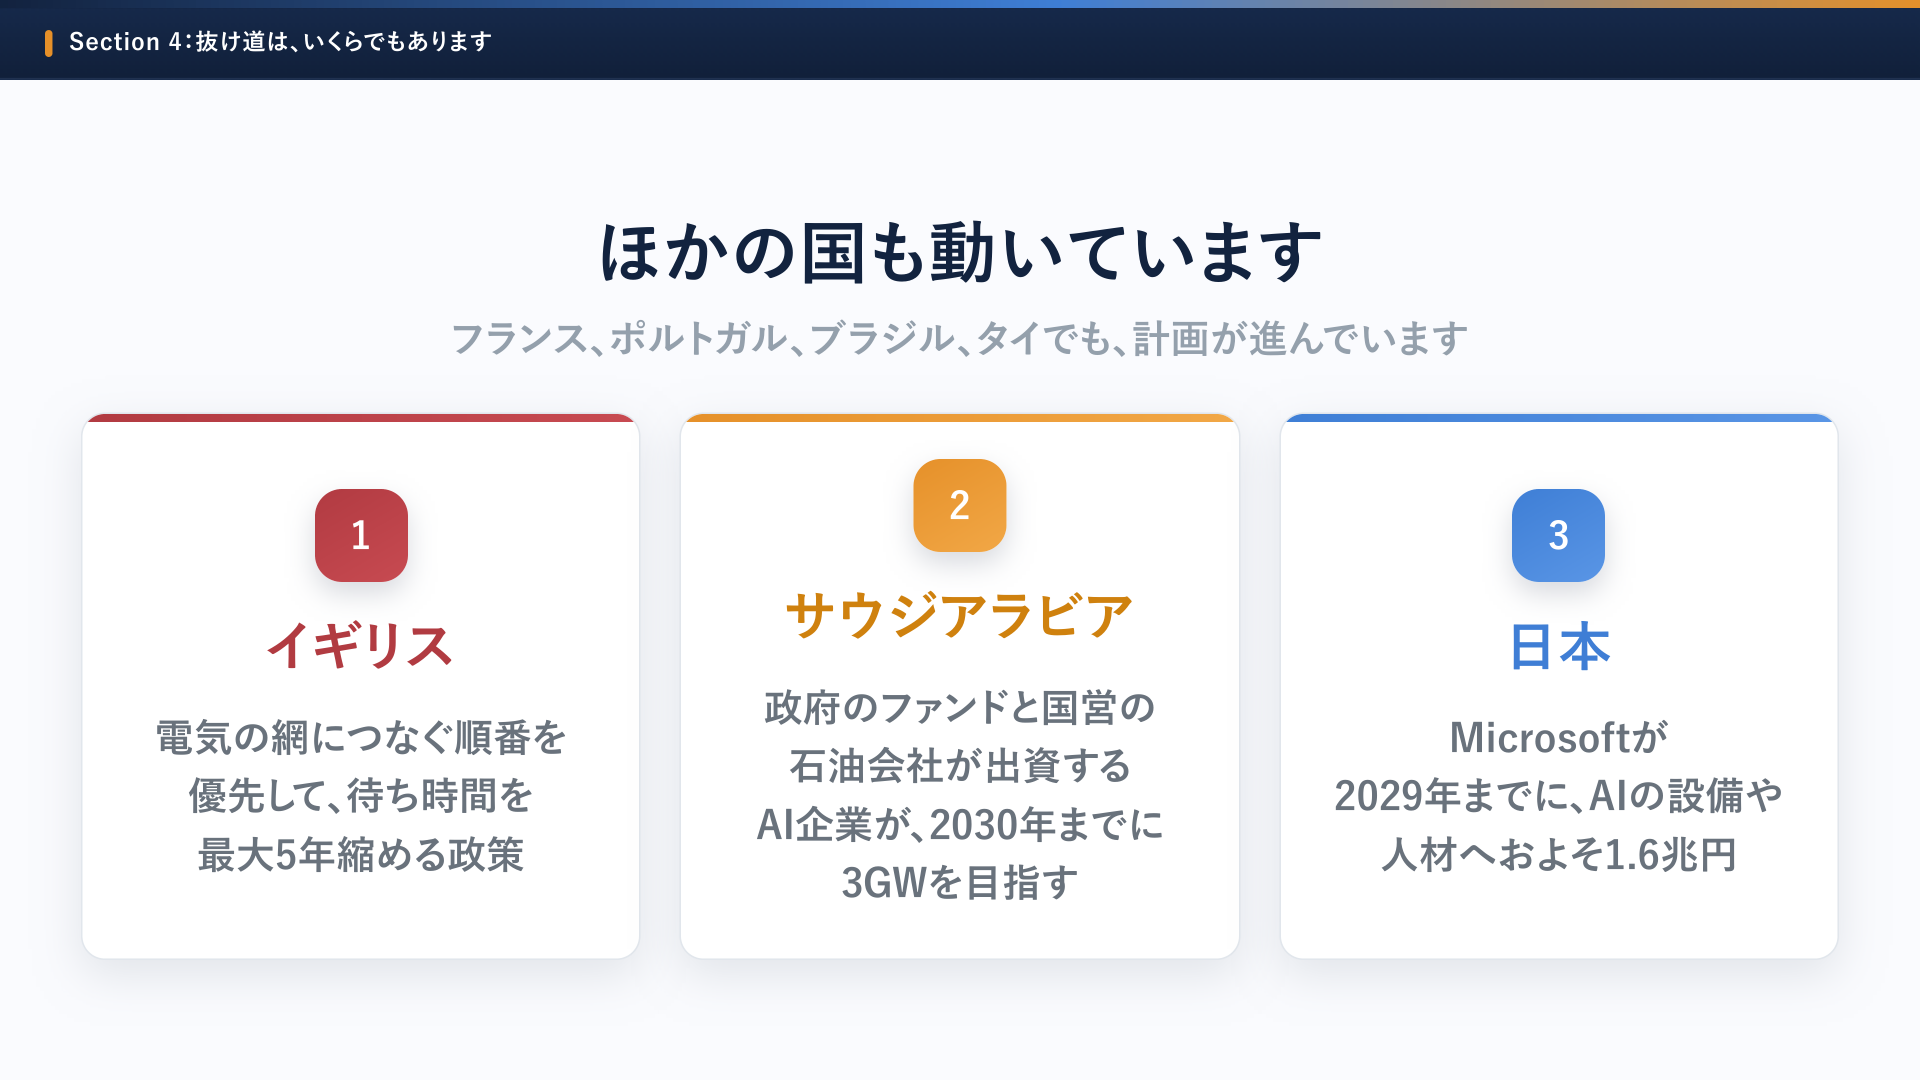 Section 4：抜け道は、いくらでもあります
ほかの国も動いています
フランス、ポルトガル、ブラジル、タイでも、計画が進んでいます
1
イギリス
電気の網につなぐ順番を
優先して、待ち時間を
最大5年縮める政策
2
サウジアラビア
政府のファンドと国営の
石油会社が出資する
AI企業が、2030年までに
3GWを目指す
3
日本
Microsoftが
2029年までに、AIの設備や
人材へおよそ1.6兆円